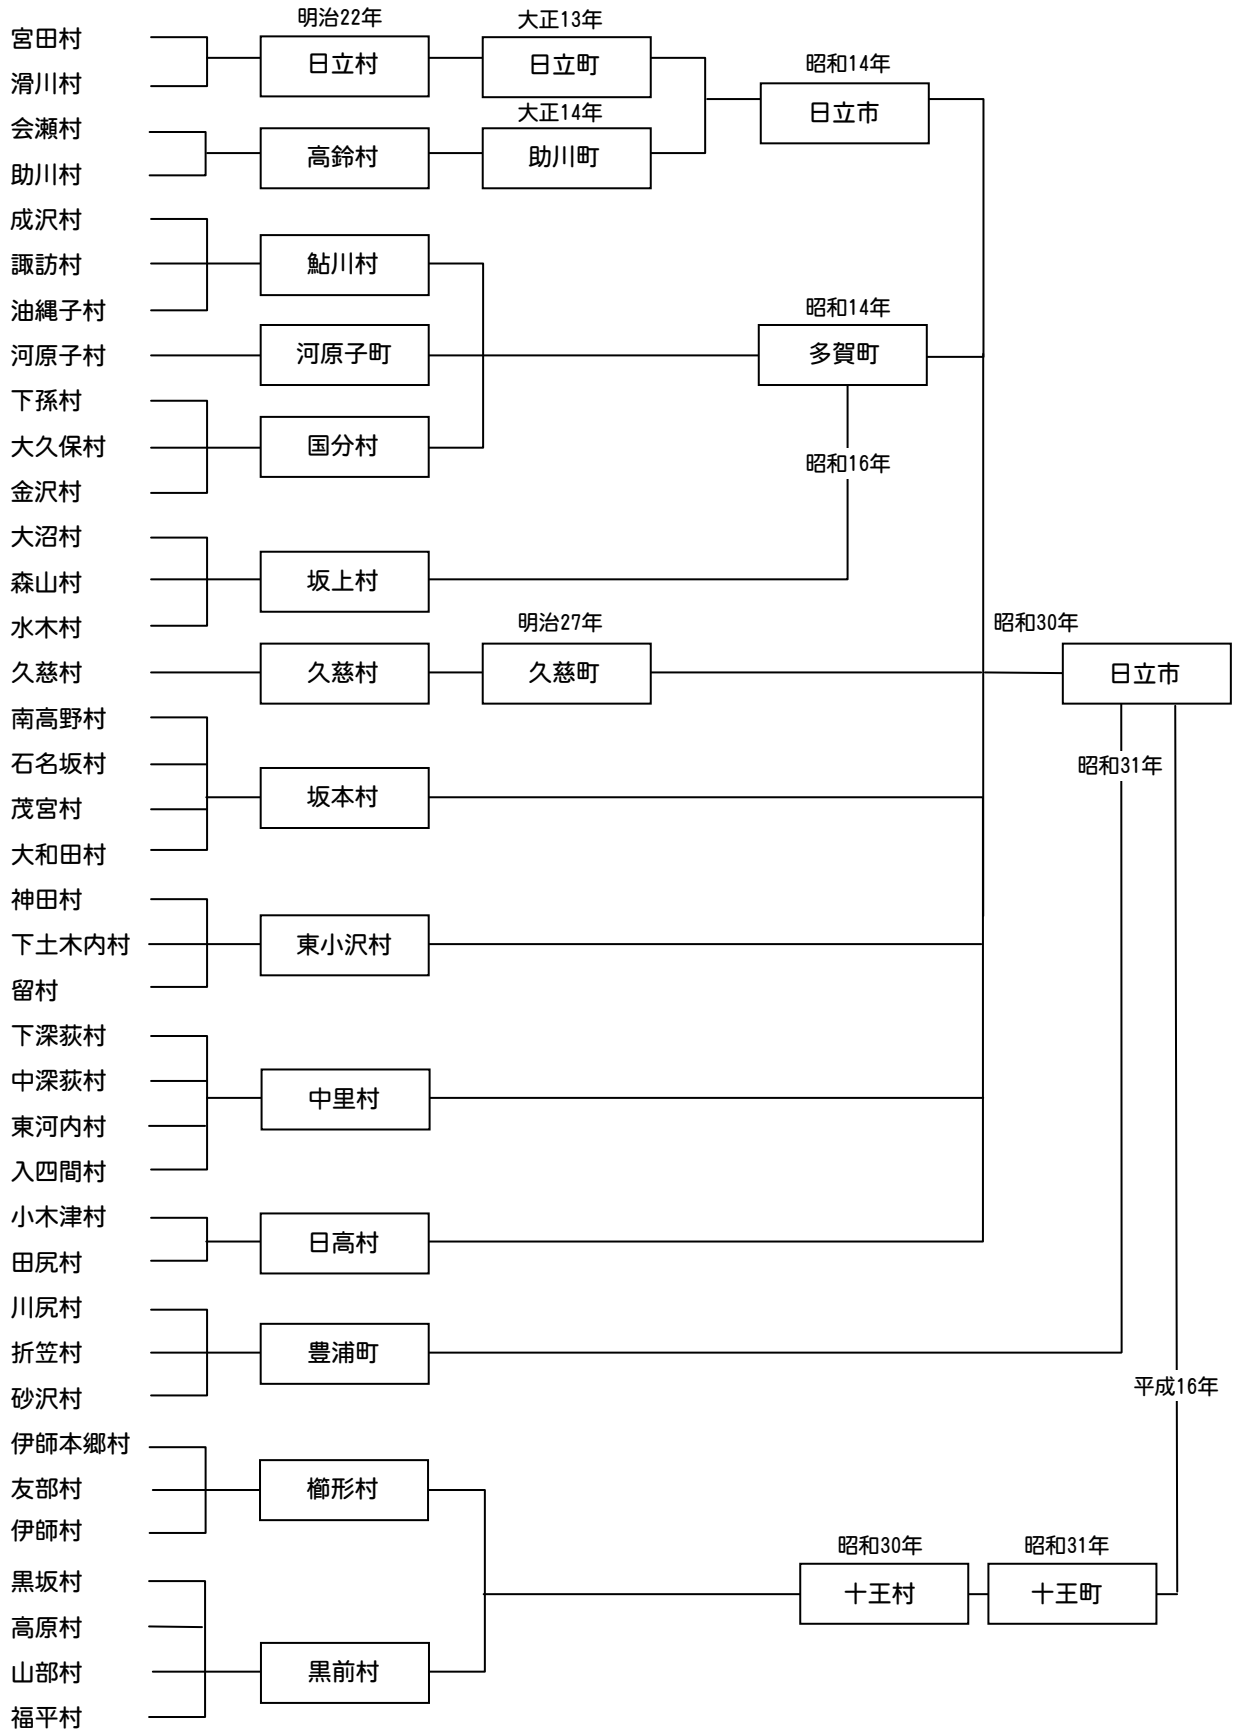 明治22年
大正13年
宮田村
日立村
日立町
昭和14年
滑川村
日立市
大正14年
会瀬村
高鈴村
助川町
助川村
成沢村
諏訪村
鮎川村
油縄子村
昭和14年
河原子村
河原子町
多賀町
下孫村
大久保村
国分村
昭和16年
金沢村
大沼村
森山村
坂上村
水木村
明治27年
昭和30年
久慈村
久慈村
久慈町
日立市
南高野村
石名坂村
昭和31年
坂本村
茂宮村
大和田村
神田村
下土木内村
東小沢村
留村
下深荻村
中深荻村
中里村
東河内村
入四間村
小木津村
日高村
田尻村
川尻村
折笠村
豊浦町
平成16年
砂沢村
伊師本郷村
友部村
櫛形村
伊師村
昭和30年
昭和31年
黒坂村
十王村
十王町
高原村
山部村
黒前村
福平村